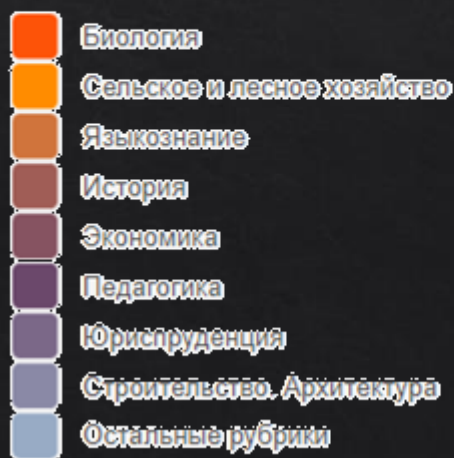 Биология
Сельское и лесное хозяйство
Языкознание
История
Экономика
Педагогика
Юриспруденция
Строительство. Архитектура
Остальные рубрики